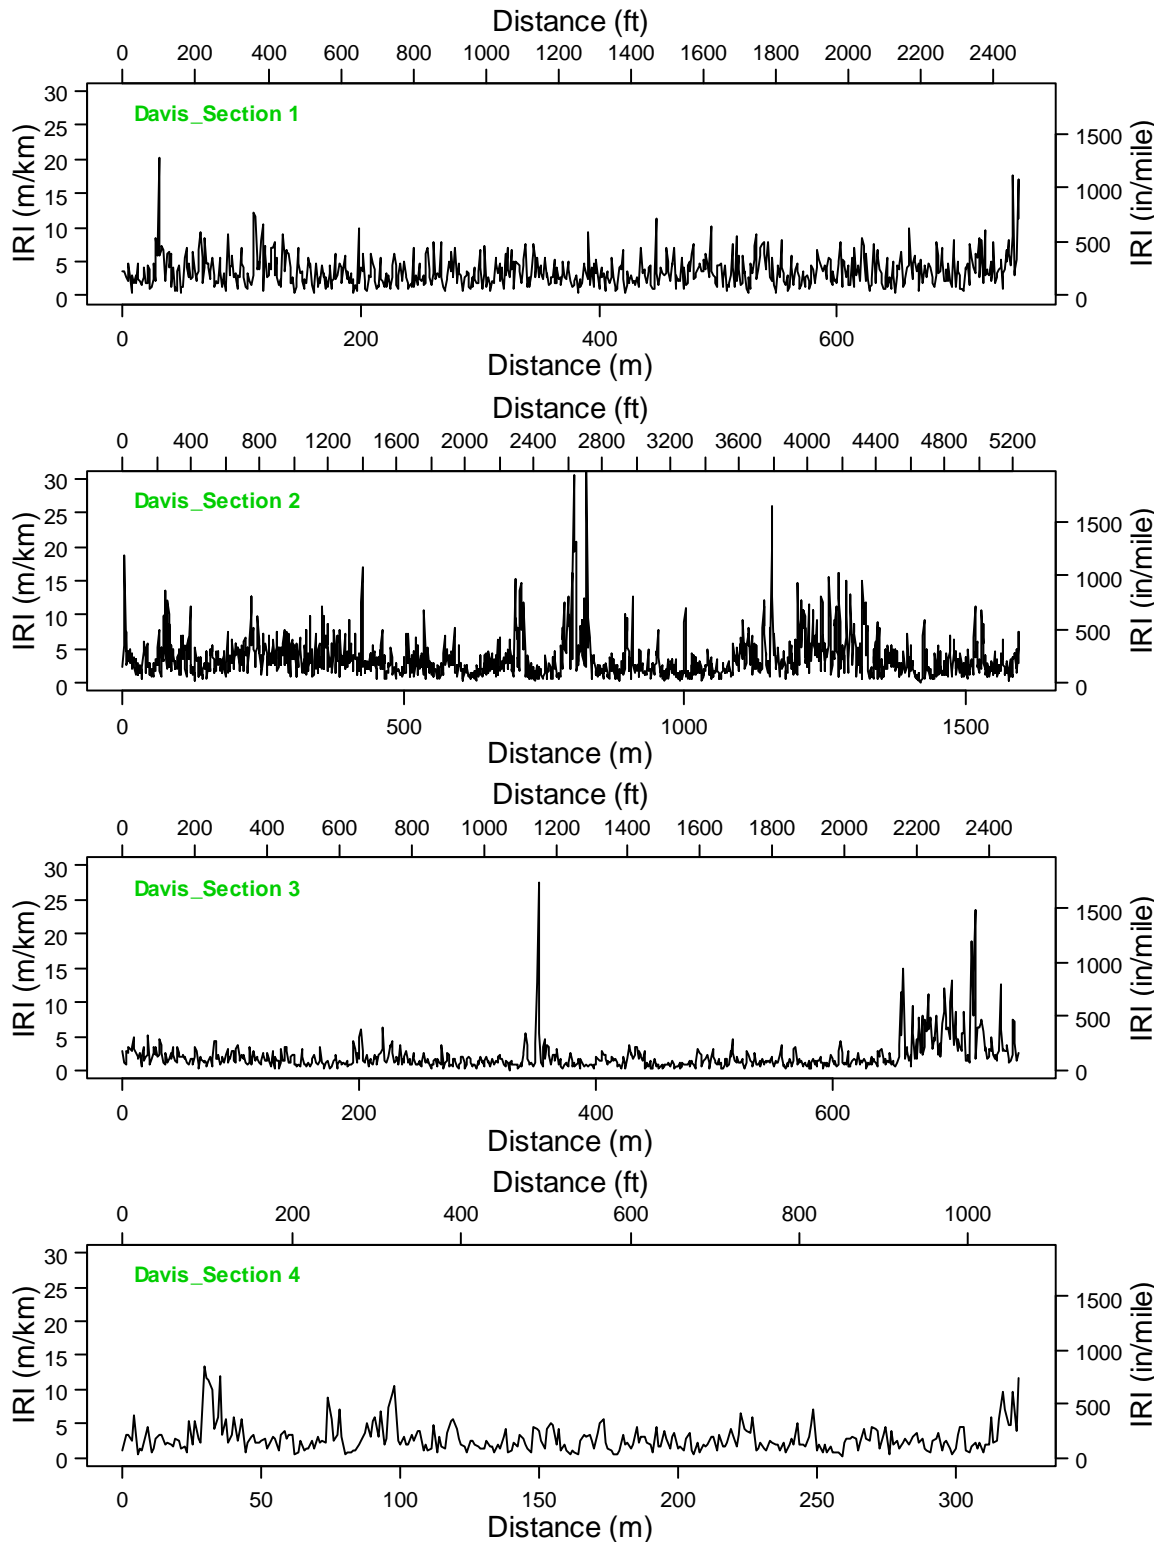 Distance (ft)
0 200 400 600 800 1000 1200 1400 1600 1800 2000 2200 2400
Davis_Section 1
IRI (m/km)
30
25
20
15
10
5
0
IRI (in/mile)
1500
1000
500
0
0 200 400 600
Distance (m)
Distance (ft)
0 400 800 1200 1600 2000 2400 2800 3200 3600 4000 4400 4800 5200
Davis_Section 2
IRI (m/km)
30
25
20
15
10
5
0
IRI (in/mile)
1500
1000
500
0
0 500 1000 1500
Distance (m)
Distance (ft)
0 200 400 600 800 1000 1200 1400 1600 1800 2000 2200 2400
Davis_Section 3
IRI (m/km)
30
25
20
15
10
5
0
IRI (in/mile)
1500
1000
500
0
0 200 400 600
Distance (m)
Distance (ft)
0 200 400 600 800 1000
Davis_Section 4
IRI (m/km)
30
25
20
15
10
5
0
IRI (in/mile)
1500
1000
500
0
0 50 100 150 200 250 300
Distance (m)